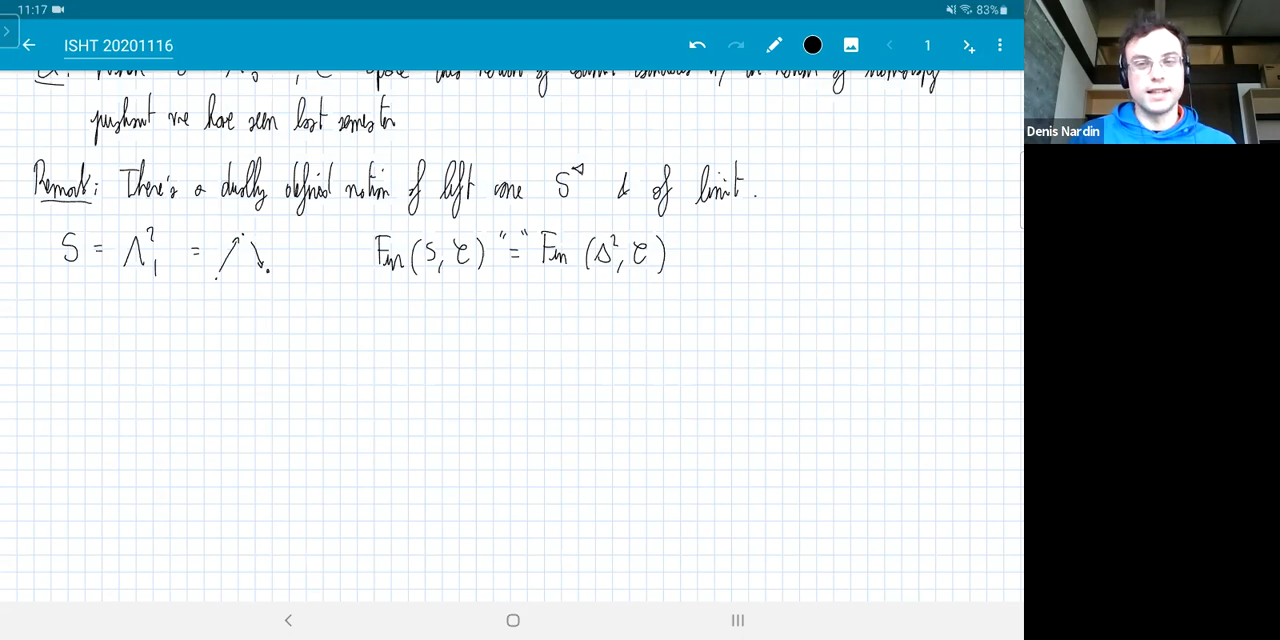 11:17 83%
ISHT 20201116 1
pushout we have seen last semester
Denis Nardin
Remark: There's a dually defined notion of left cone S^◁ & of limit.
S = Λ²₁ = Fun(S, C) "=" Fun(Δ², C)